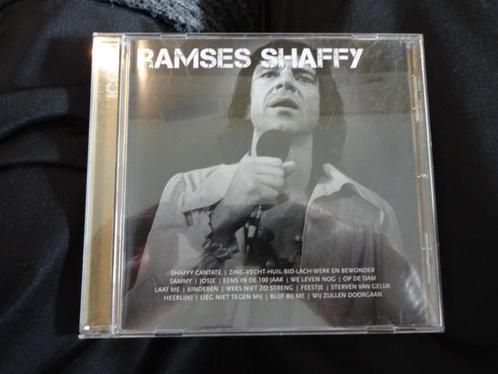 RAMSES SHAFFY
SHAFFY CANTATE | ZING-VECHT-HUIL-BID-LACH-WERK EN BEWONDER
SAMMY | JOSJE | EENS IN DE 100 JAAR | WE LEVEN NOG | OP DE DAM
LAAT ME | KINDEREN | WEES NIET ZO STRENG | FEESTJE | STERVEN VAN GELUK
HEERLIJK! | LIEG NIET TEGEN MIJ | BLIJF BIJ ME | WIJ ZULLEN DOORGAAN